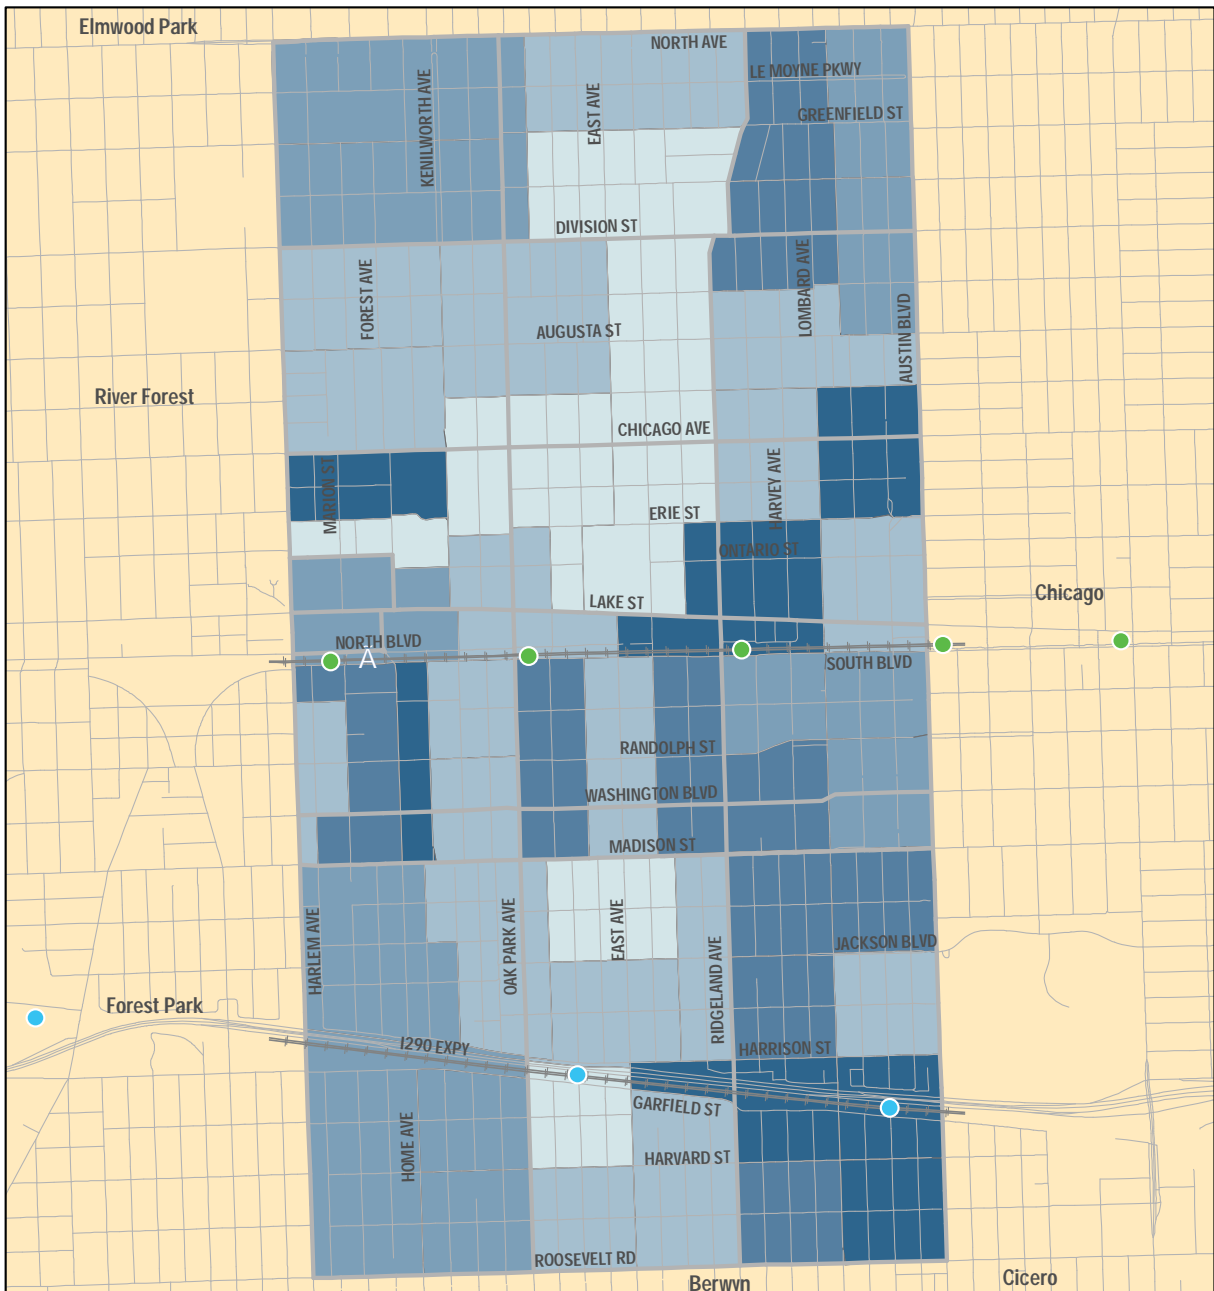 Elmwood Park
NORTH AVE
LE MOYNE PKWY
KENILWORTH AVE
EAST AVE
GREENFIELD ST
DIVISION ST
FOREST AVE
LOMBARD AVE
AUGUSTA ST
AUSTIN BLVD
River Forest
CHICAGO AVE
MARION ST
HARVEY AVE
ERIE ST
ONTARIO ST
LAKE ST
Chicago
NORTH BLVD
A
SOUTH BLVD
RANDOLPH ST
WASHINGTON BLVD
MADISON ST
HARLEM AVE
OAK PARK AVE
EAST AVE
RIDGELAND AVE
JACKSON BLVD
Forest Park
I290 EXPY
HARRISON ST
GARFIELD ST
HOME AVE
HARVARD ST
ROOSEVELT RD
Berwyn
Cicero